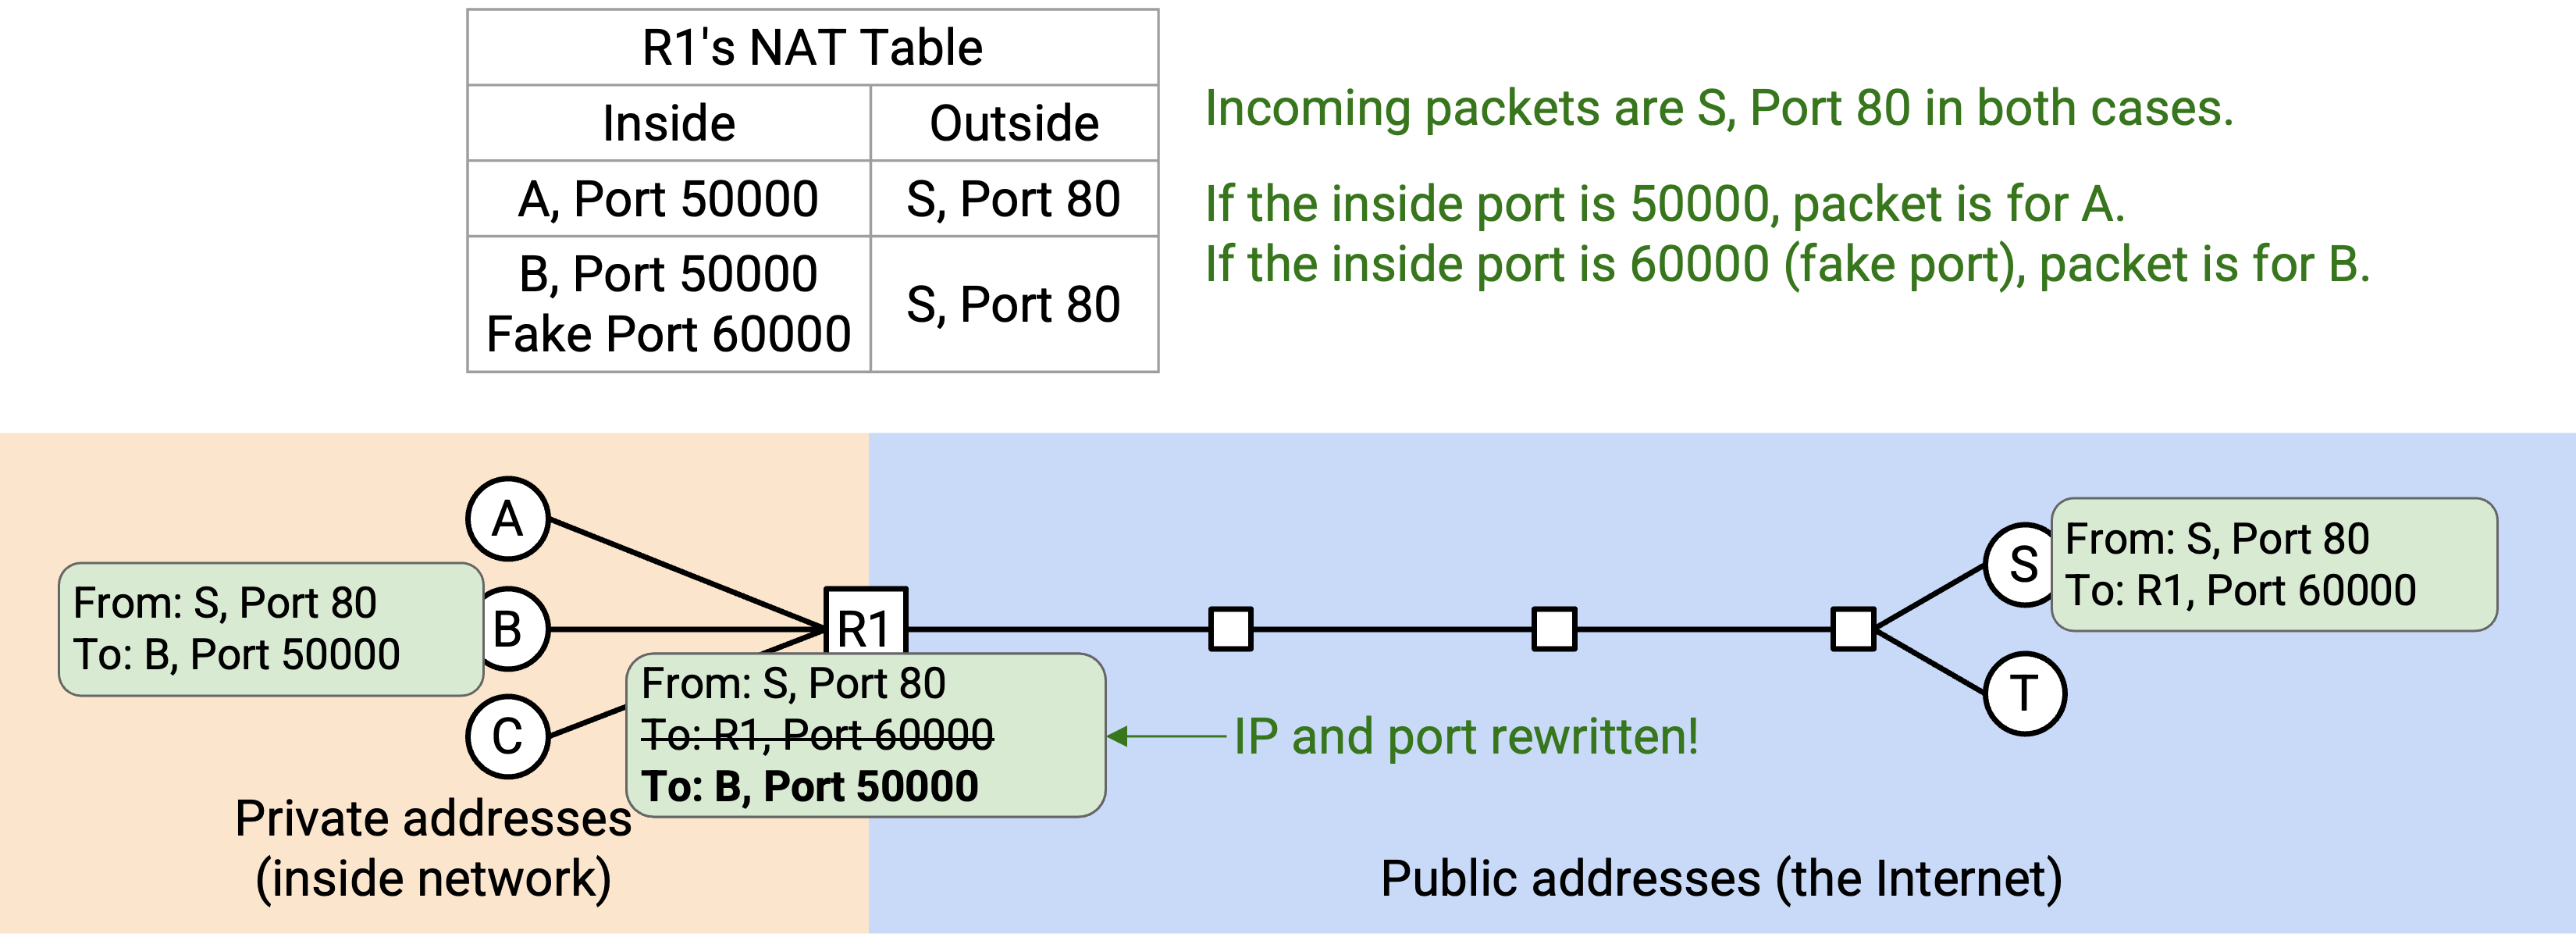 R1's NAT Table
Inside
Outside
A, Port 50000
S, Port 80
B, Port 50000
Fake Port 60000
S, Port 80
Incoming packets are S, Port 80 in both cases.
If the inside port is 50000, packet is for A.
If the inside port is 60000 (fake port), packet is for B.
A
From: S, Port 80
To: B, Port 50000
B
C
R1
From: S, Port 80
To: R1, Port 60000
To: B, Port 50000
IP and port rewritten!
S
From: S, Port 80
To: R1, Port 60000
T
Private addresses
(inside network)
Public addresses (the Internet)